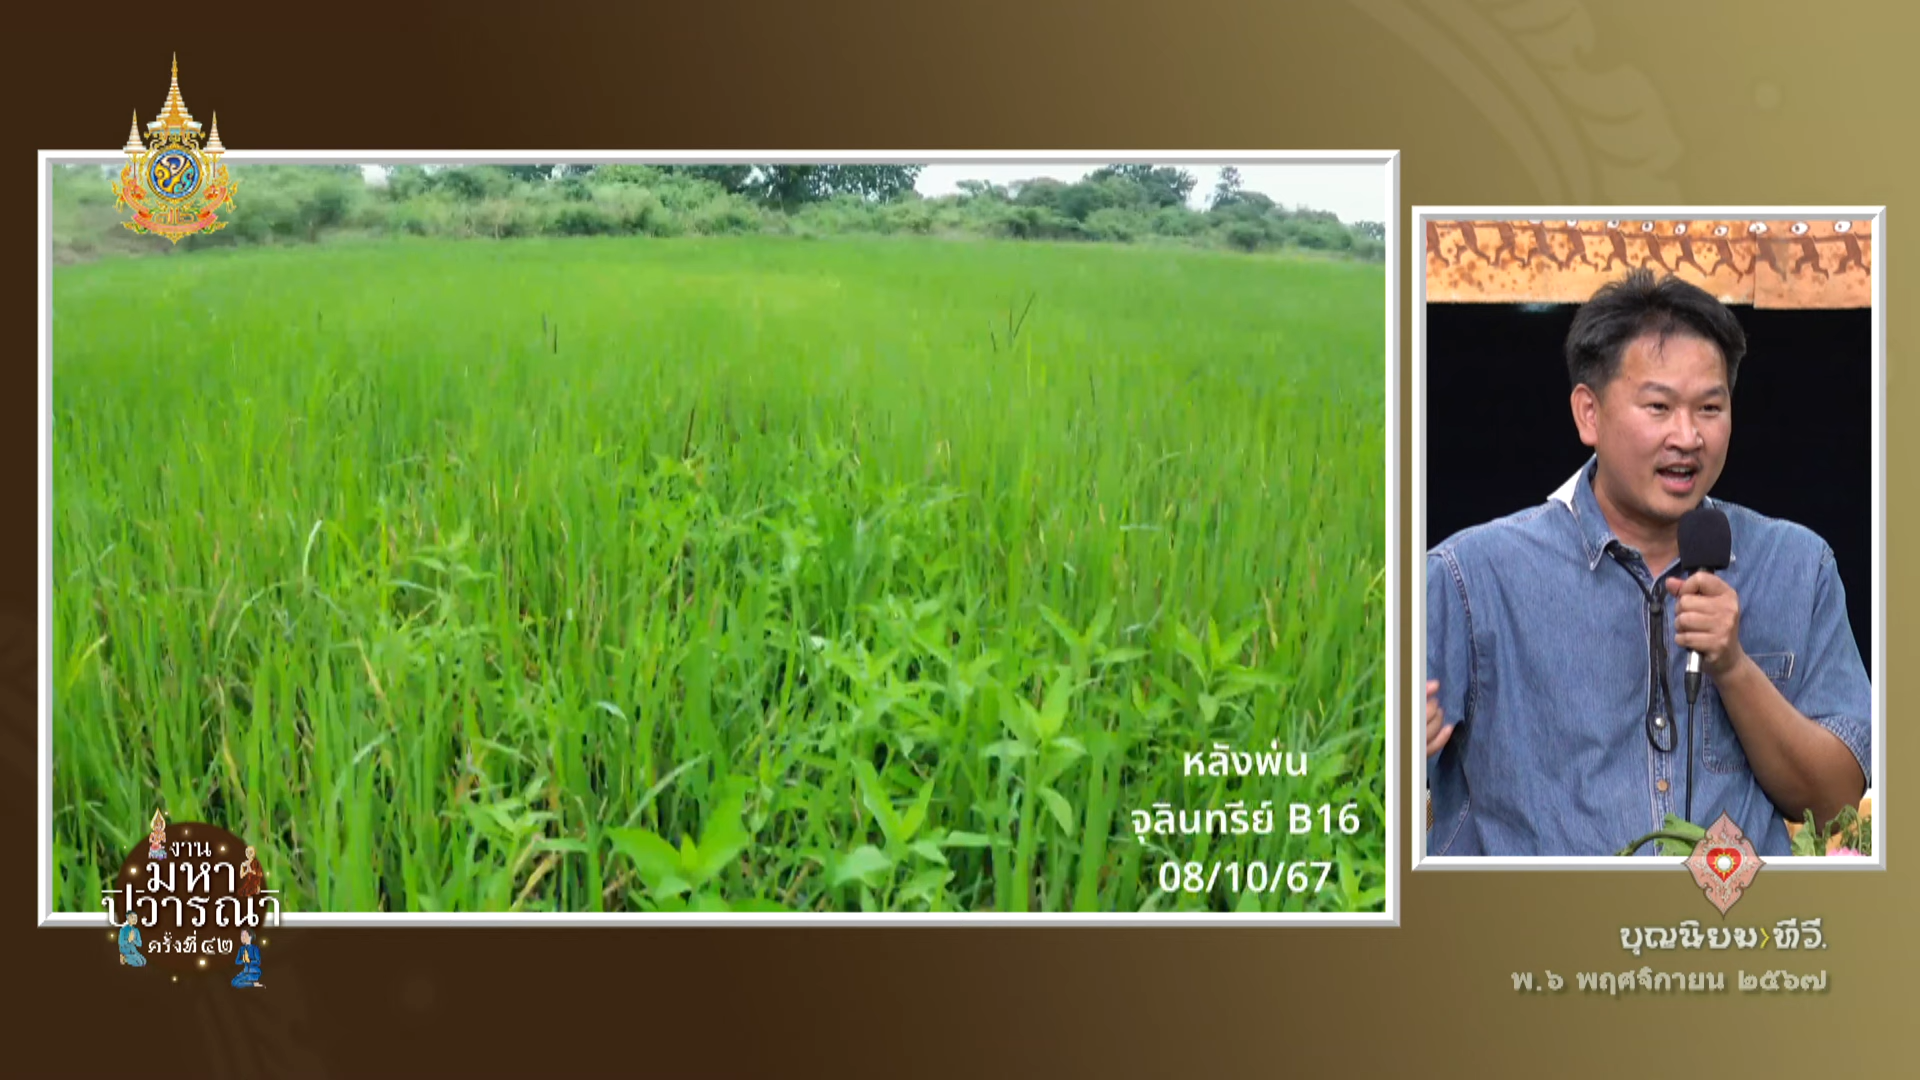 หลังพ่น
จุลินทรีย์ B16
08/10/67
งาน
มหา
ปวารณา
ครั้งที่ ๔๒
บุญนิยม>ทีวี.
พ.๖ พฤศจิกายน ๒๕๖๗